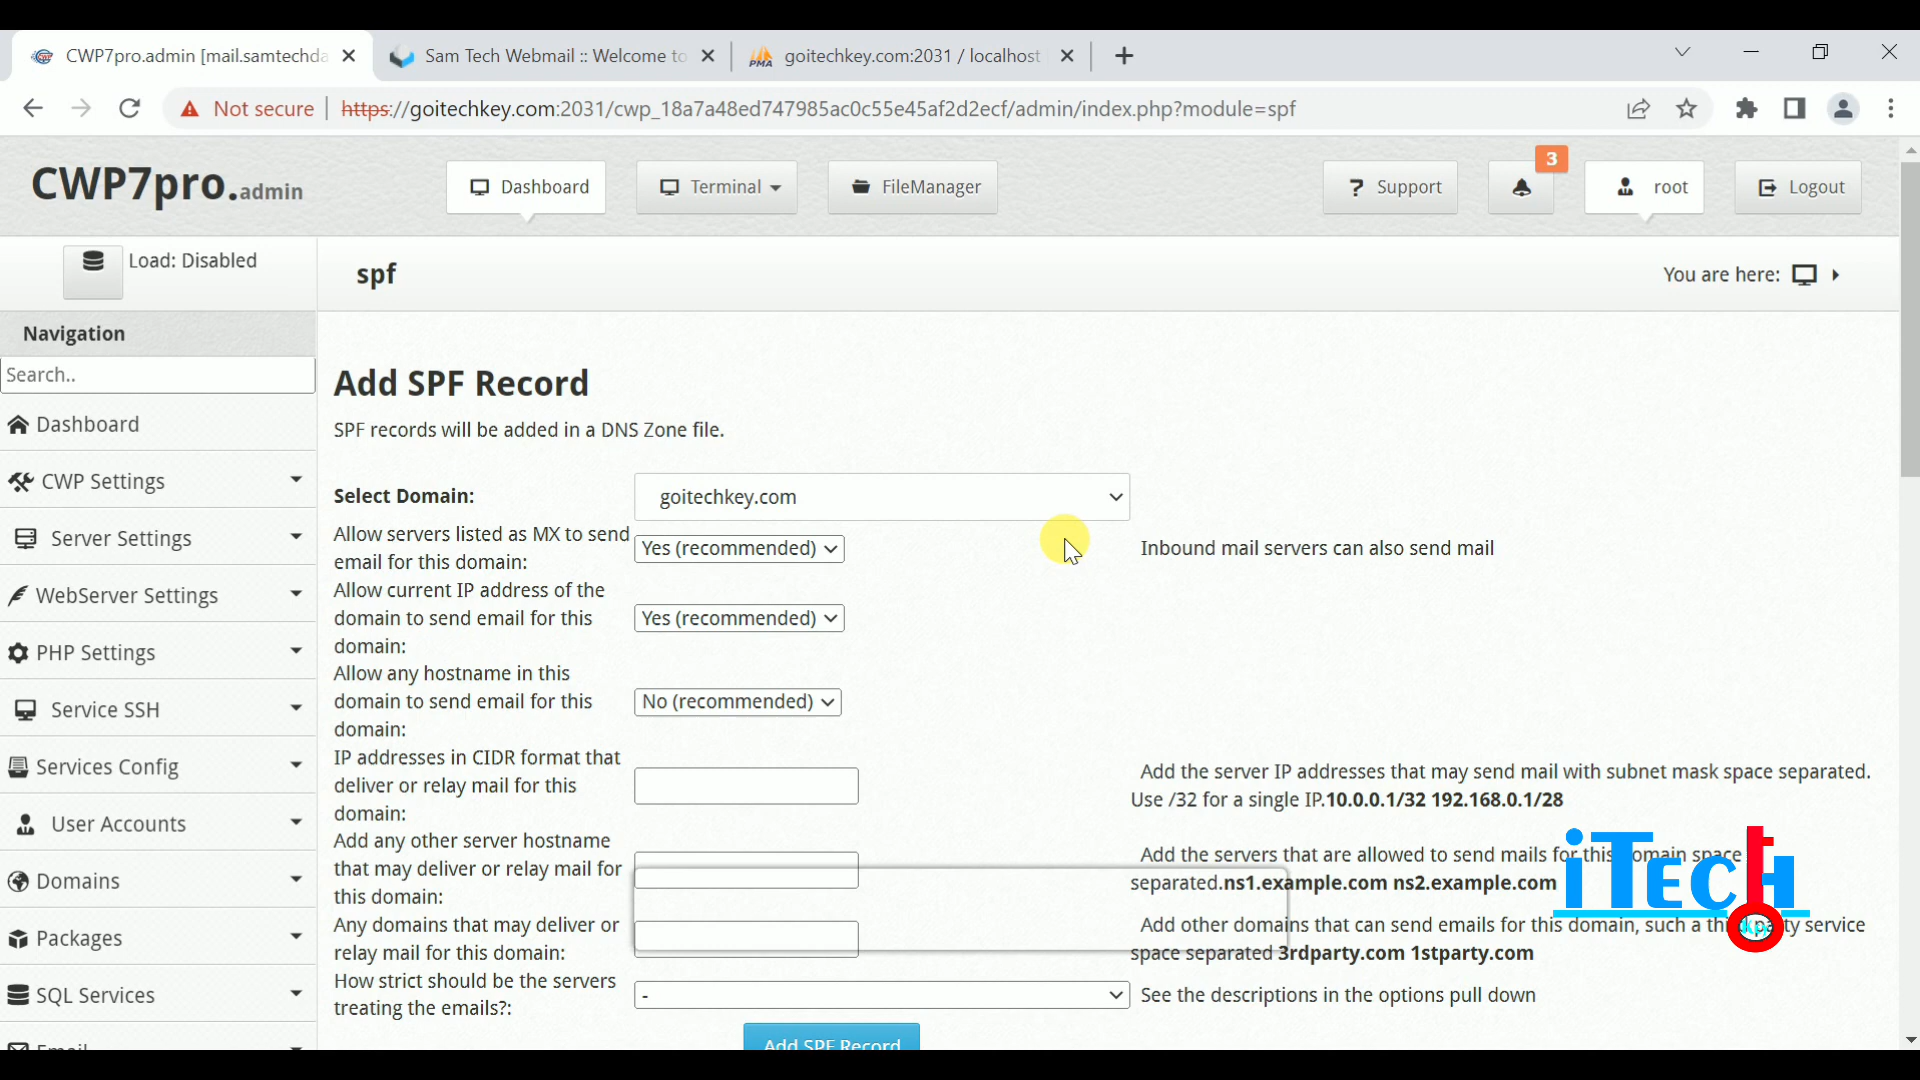 CWP7pro.admin [mail.samtechda
Sam Tech Webmail :: Welcome to
PMA
goitechkey.com:2031 / localhost
Not secure
https://goitechkey.com:2031/cwp_18a7a48ed747985ac0c55e45af2d2ecf/admin/index.php?module=spf
CWP7pro.admin
Dashboard
Terminal
FileManager
? Support
3
root
Logout
Load: Disabled
spf
You are here:
Navigation
Search..
Dashboard
CWP Settings
Server Settings
WebServer Settings
PHP Settings
Service SSH
Services Config
User Accounts
Domains
Packages
SQL Services
Email
Add SPF Record
SPF records will be added in a DNS Zone file.
Select Domain:
goitechkey.com
Allow servers listed as MX to send
email for this domain:
Yes (recommended)
Inbound mail servers can also send mail
Allow current IP address of the
domain to send email for this
domain:
Yes (recommended)
Allow any hostname in this
domain to send email for this
domain:
No (recommended)
IP addresses in CIDR format that
deliver or relay mail for this
domain:
Add the server IP addresses that may send mail with subnet mask space separated.
Use /32 for a single IP.10.0.0.1/32 192.168.0.1/28
Add any other server hostname
that may deliver or relay mail for
this domain:
Add the servers that are allowed to send mails for this domain space
separated.ns1.example.com ns2.example.com
Any domains that may deliver or
relay mail for this domain:
Add other domains that can send emails for this domain, such a third party service
space separated 3rdparty.com 1stparty.com
How strict should be the servers
treating the emails?:
-
See the descriptions in the options pull down
Add SPF Record
iTech